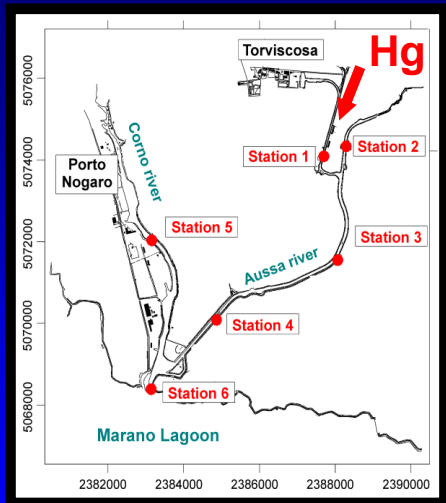 Torviscosa
Hg
5076000
5074000
5072000
5070000
5068000
Corno river
Station 1
Station 2
Porto
Nogaro
Station 5
Station 3
Aussa river
Station 4
Station 6
Marano Lagoon
2382000 2384000 2386000 2388000 2390000